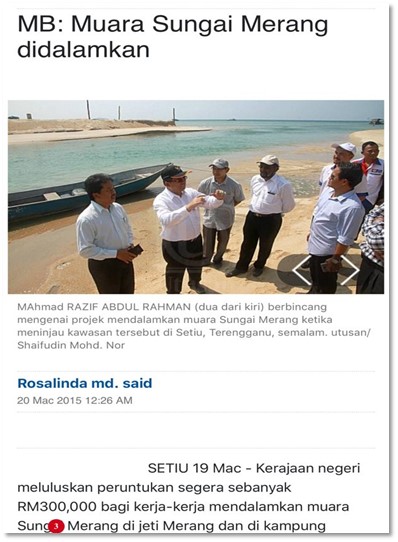 MB: Muara Sungai Merang
didalamkan
MAhmad RAZIF ABDUL RAHMAN (dua dari kiri) berbincang
mengenai projek mendalamkan muara Sungai Merang ketika
meninjau kawasan tersebut di Setiu, Terengganu, semalam. utusan/
Shaifudin Mohd. Nor
Rosalinda md. said
20 Mac 2015 12:26 AM
SETIU 19 Mac - Kerajaan negeri
meluluskan peruntukan segera sebanyak
RM300,000 bagi kerja-kerja mendalamkan muara
3 Merang di jeti Merang dan di kampung